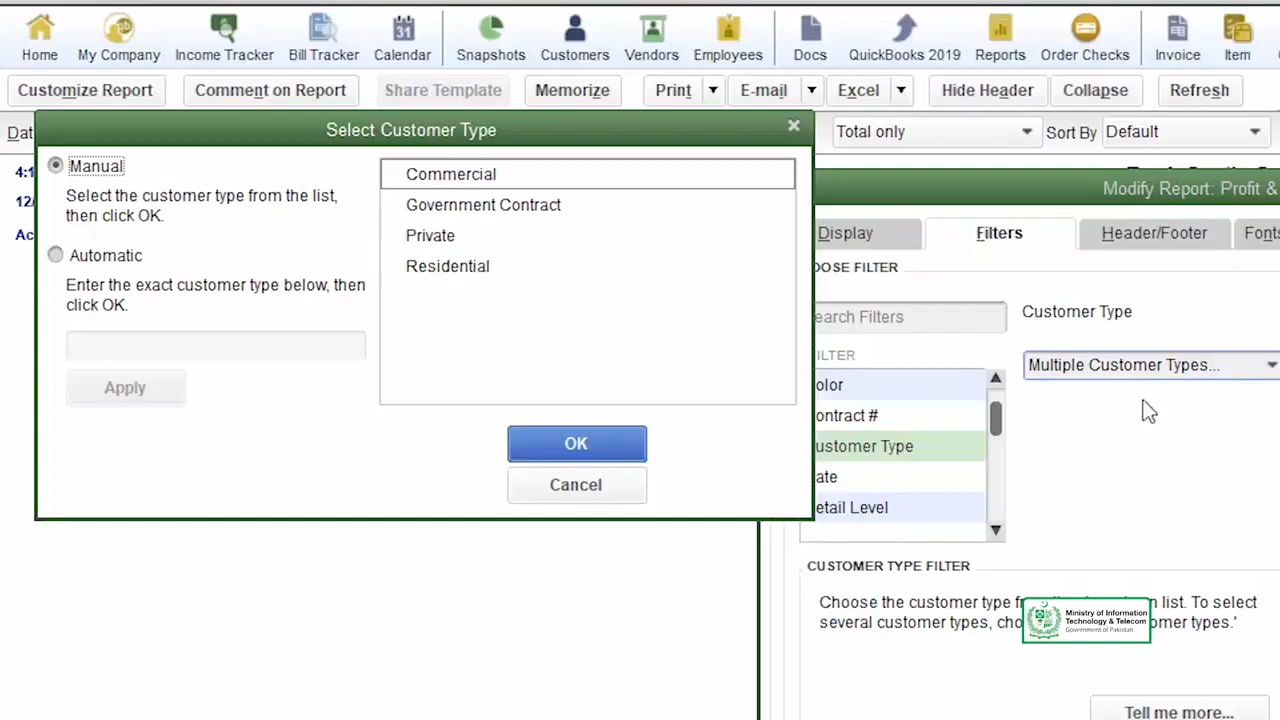 Home
My Company
Income Tracker
Bill Tracker
Calendar
Snapshots
Customers
Vendors
Employees
Docs
QuickBooks 2019
Reports
Order Checks
Invoice
Item
Customize Report
Comment on Report
Share Template
Memorize
Print
E-mail
Excel
Hide Header
Collapse
Refresh
Dat
Total only
Sort By
Default
4:1
12/
Ac
Select Customer Type
Manual
Select the customer type from the list,
then click OK.
Automatic
Enter the exact customer type below, then
click OK.
Apply
Commercial
Government Contract
Private
Residential
OK
Cancel
Modify Report: Profit &
Display
Filters
Header/Footer
Fonts
OOSE FILTER
earch Filters
Customer Type
ILTER
Multiple Customer Types...
olor
ontract #
ustomer Type
ate
etail Level
CUSTOMER TYPE FILTER
Choose the customer type fr
n list. To select
several customer types, cho
omer types.'
Ministry of Information
Technology & Telecom
Government of Pakistan
Tell me more...